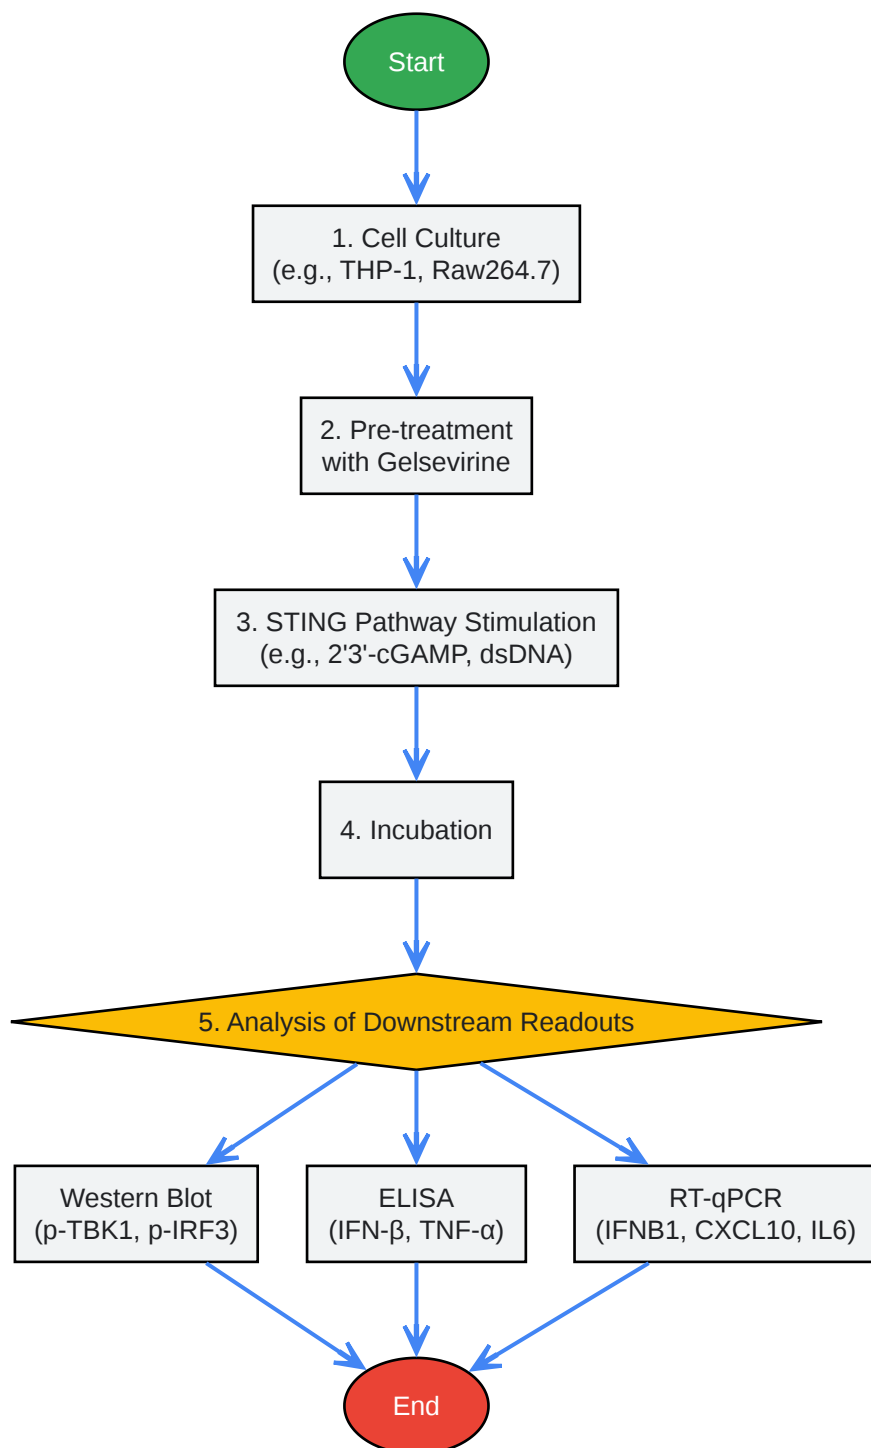 Start
1. Cell Culture
(e.g., THP-1, Raw264.7)
2. Pre-treatment
with Gelsevirine
3. STING Pathway Stimulation
(e.g., 2'3'-cGAMP, dsDNA)
4. Incubation
5. Analysis of Downstream Readouts
Western Blot
(p-TBK1, p-IRF3)
ELISA
(IFN-β, TNF-α)
RT-qPCR
(IFNB1, CXCL10, IL6)
End